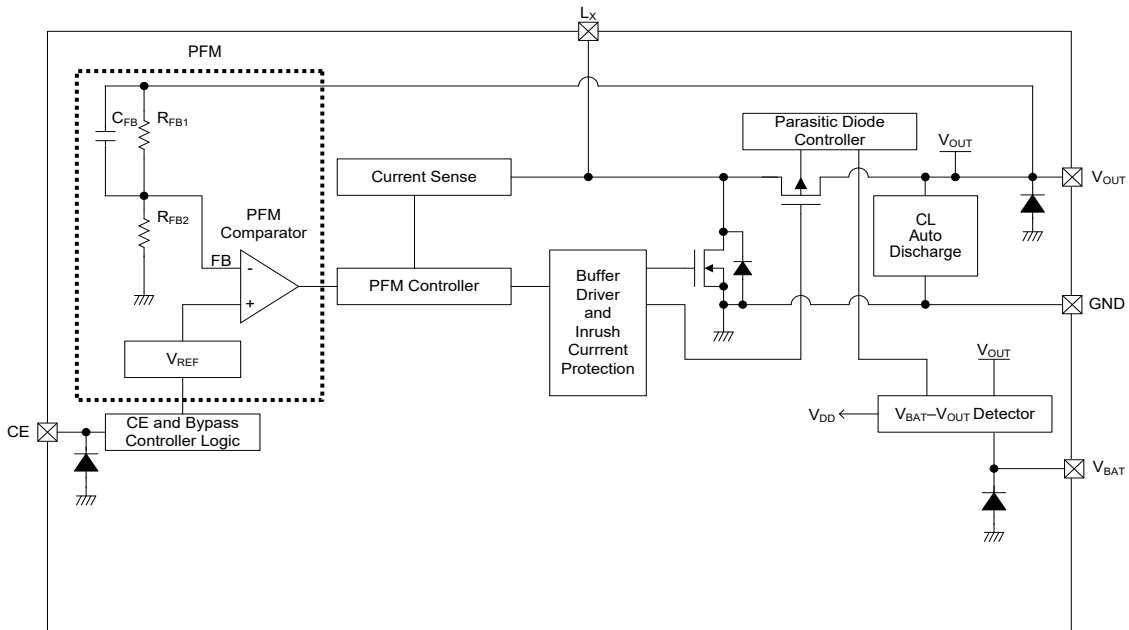 LX
PFM
CFB
RFB1
Parasitic Diode
Controller
VOUT
Current Sense
VOUT
RFB2
PFM
Comparator
CL
Auto
Discharge
FB
-
+
PFM Controller
Buffer
Driver
and
Inrush
Currrent
Protection
GND
VREF
VOUT
CE
CE and Bypass
Controller Logic
VDD
VBAT–VOUT Detector
VBAT